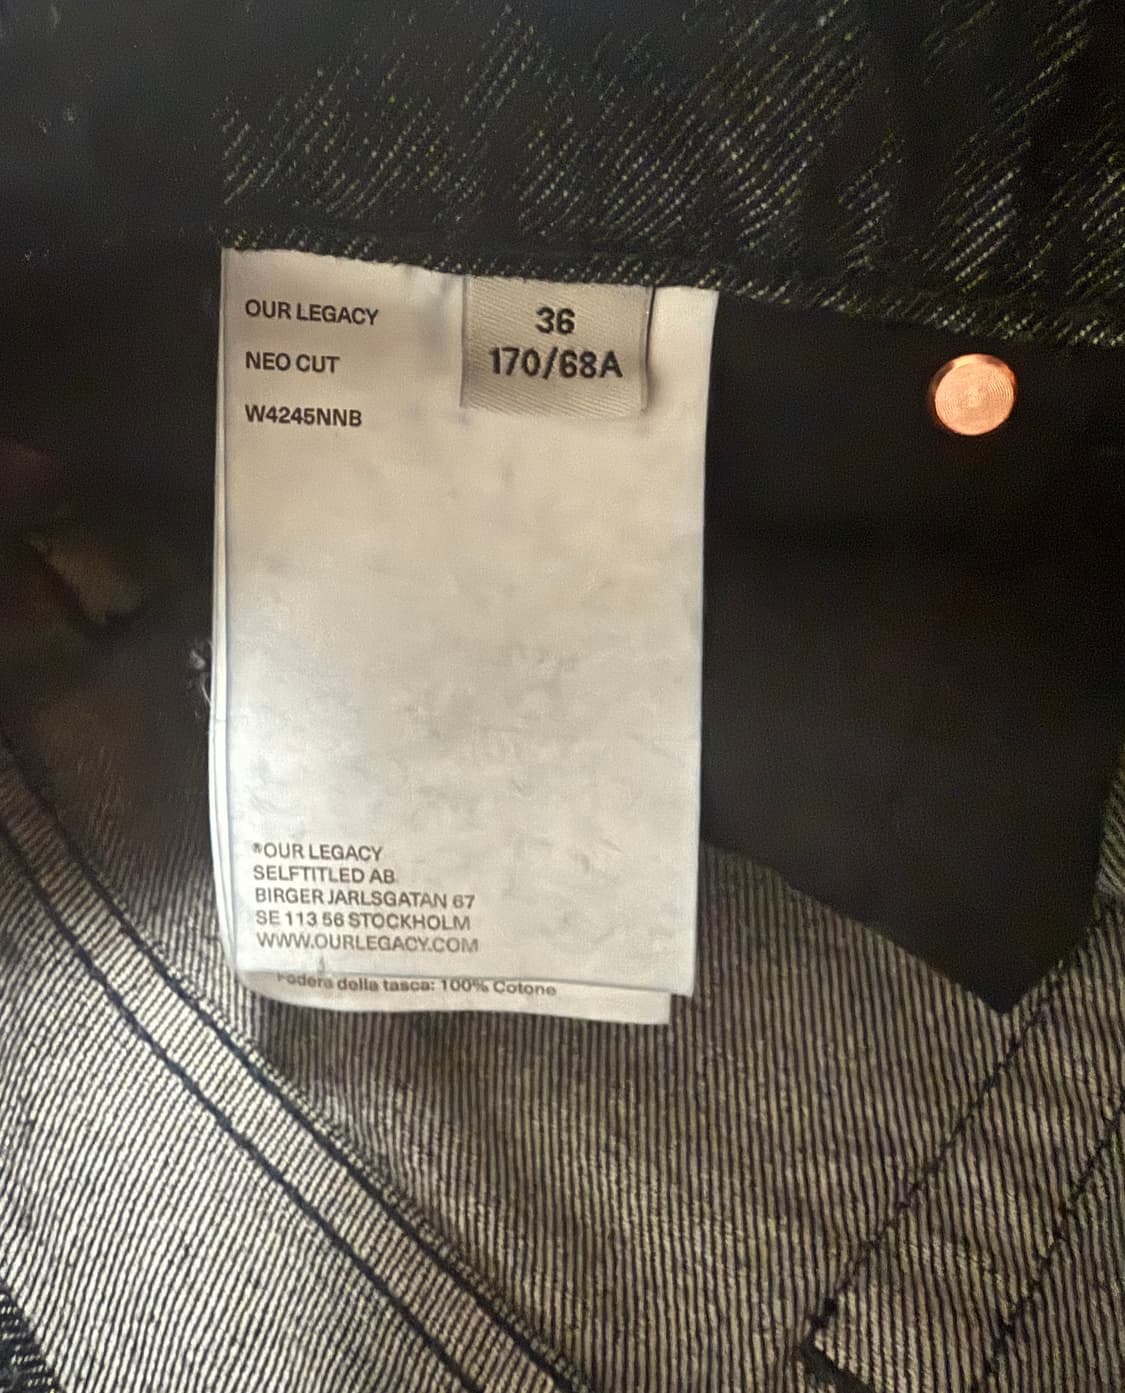 OUR LEGACY
NEO CUT
W4245NNB
36
170/68A
®OUR LEGACY
SELFTITLED AB
BIRGER JARLSGATAN 67
SE 113 56 STOCKHOLM
WWW.OURLEGACY.COM
Fodera della tasca: 100% Cotone